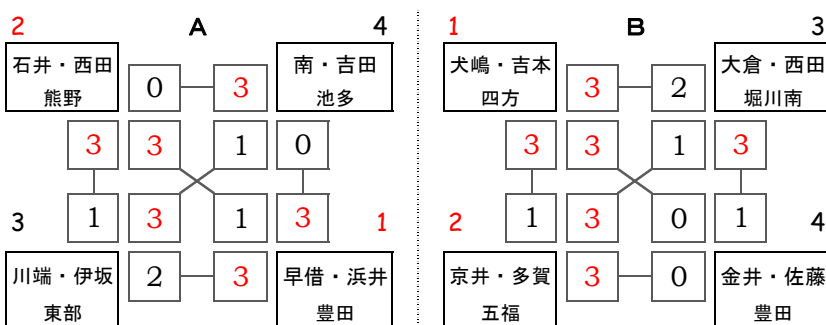 2 A 4 1 B 3
石井・西田 熊野 0 3 南・吉田 池多 犬嶋・吉本 四方 3 2 大倉・西田 堀川南
3 3 1 0 3 3 1 3
1 3 1 3 1 3 0 1
3 1 2 4
川端・伊坂 東部 2 3 早借・浜井 豊田 京井・多賀 五福 3 0 金井・佐藤 豊田